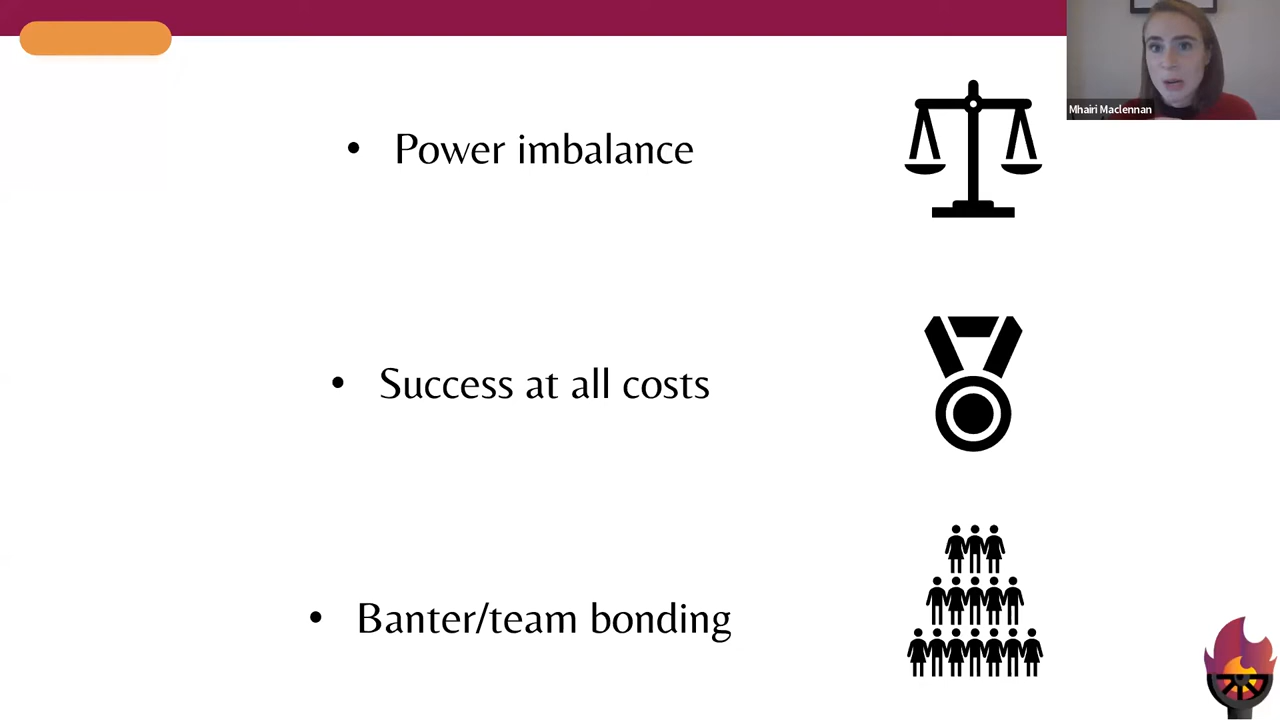 Mhairi Maclennan
• Power imbalance
• Success at all costs
• Banter/team bonding